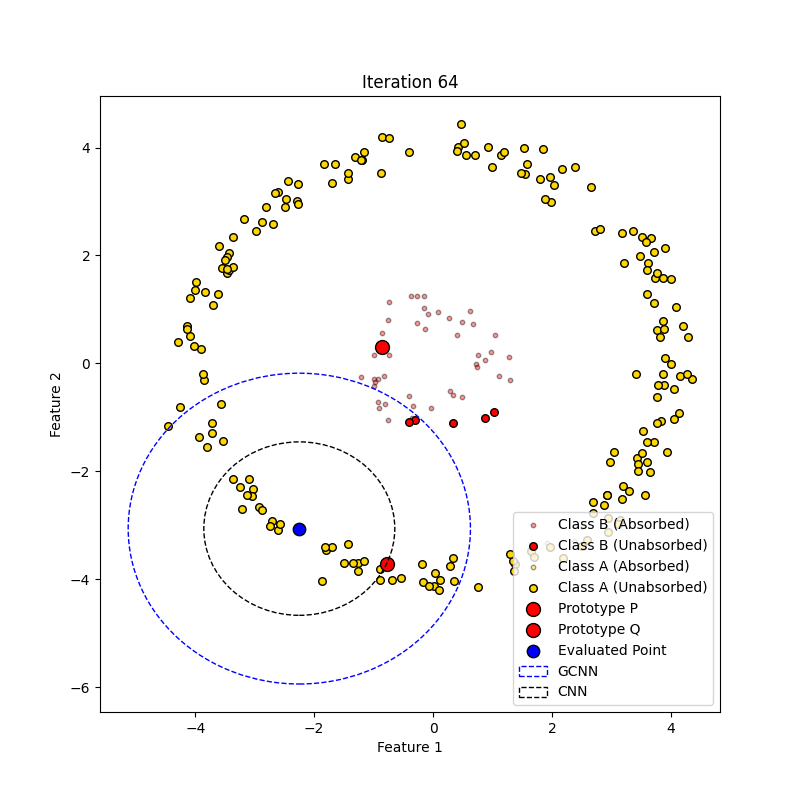 Iteration 64
4
2
0
−2
−4
−6
Feature 2
−4
−2
0
2
4
Feature 1
Class B (Absorbed)
Class B (Unabsorbed)
Class A (Absorbed)
Class A (Unabsorbed)
Prototype P
Prototype Q
Evaluated Point
GCNN
CNN